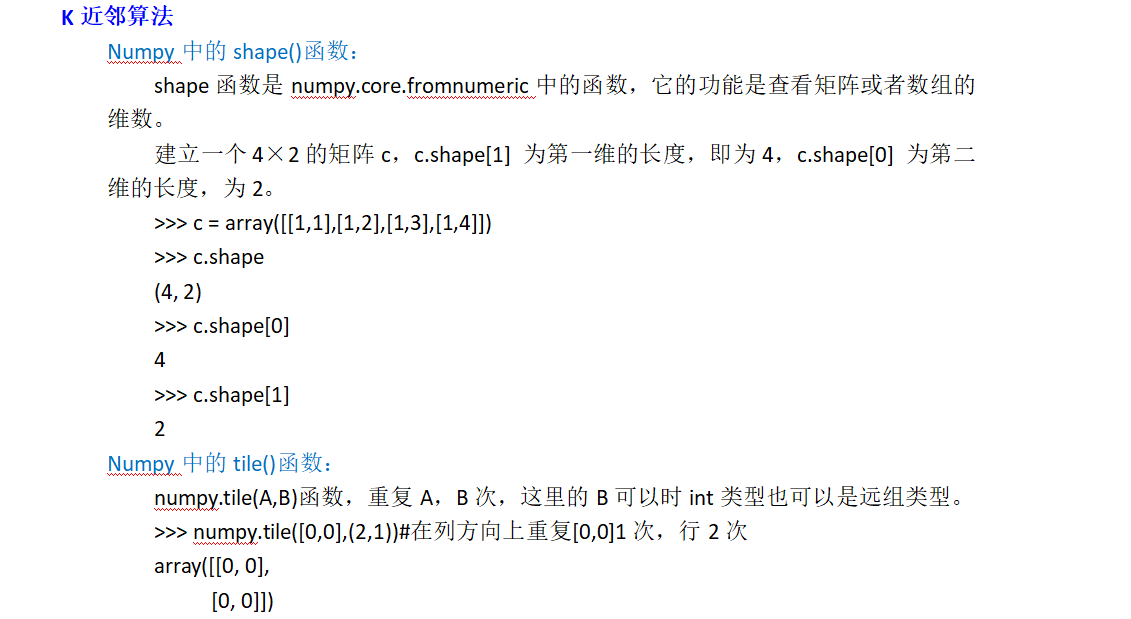 K 近邻算法
Numpy 中的 shape()函数：
shape 函数是 numpy.core.fromnumeric 中的函数，它的功能是查看矩阵或者数组的
维数。
建立一个 4×2 的矩阵 c，c.shape[1] 为第一维的长度，即为 4，c.shape[0] 为第二
维的长度，为 2。
>>> c = array([[1,1],[1,2],[1,3],[1,4]])
>>> c.shape
(4, 2)
>>> c.shape[0]
4
>>> c.shape[1]
2
Numpy 中的 tile()函数：
numpy.tile(A,B)函数，重复 A，B 次，这里的 B 可以时 int 类型也可以是远组类型。
>>> numpy.tile([0,0],(2,1))#在列方向上重复[0,0]1 次，行 2 次
array([[0, 0],
[0, 0]])